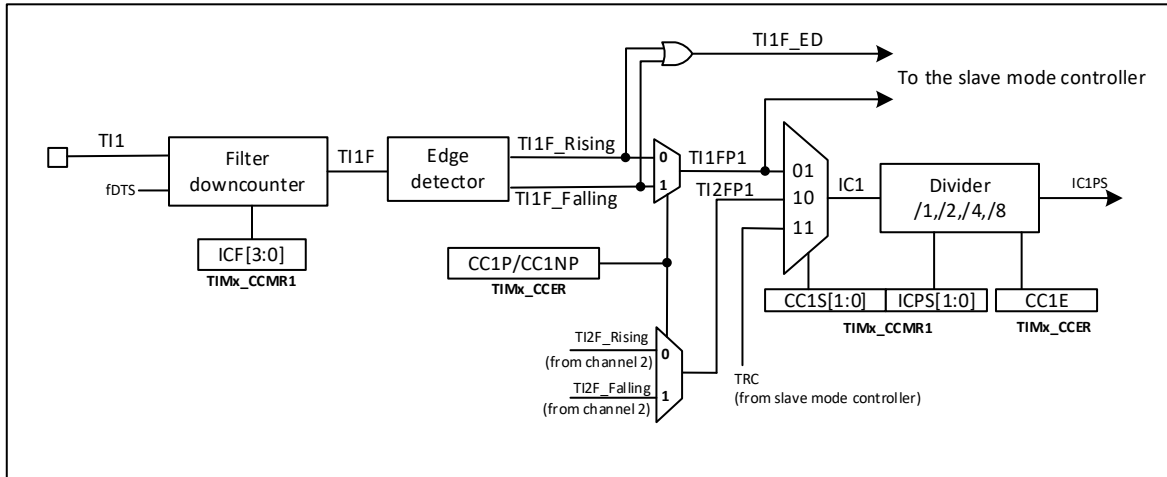 TI1F_ED
To the slave mode controller
TI1
Filter
downcounter
fDTS
TI1F
Edge
detector
TI1F_Rising
TI1F_Falling
0
1
TI1FP1
TI2FP1
01
10
11
IC1
Divider
/1,/2,/4,/8
IC1PS
ICF[3:0]
TIMx_CCMR1
CC1P/CC1NP
TIMx_CCER
CC1S[1:0]
ICPS[1:0]
TIMx_CCMR1
CC1E
TIMx_CCER
TI2F_Rising
(from channel 2)
TI2F_Falling
(from channel 2)
0
1
TRC
(from slave mode controller)